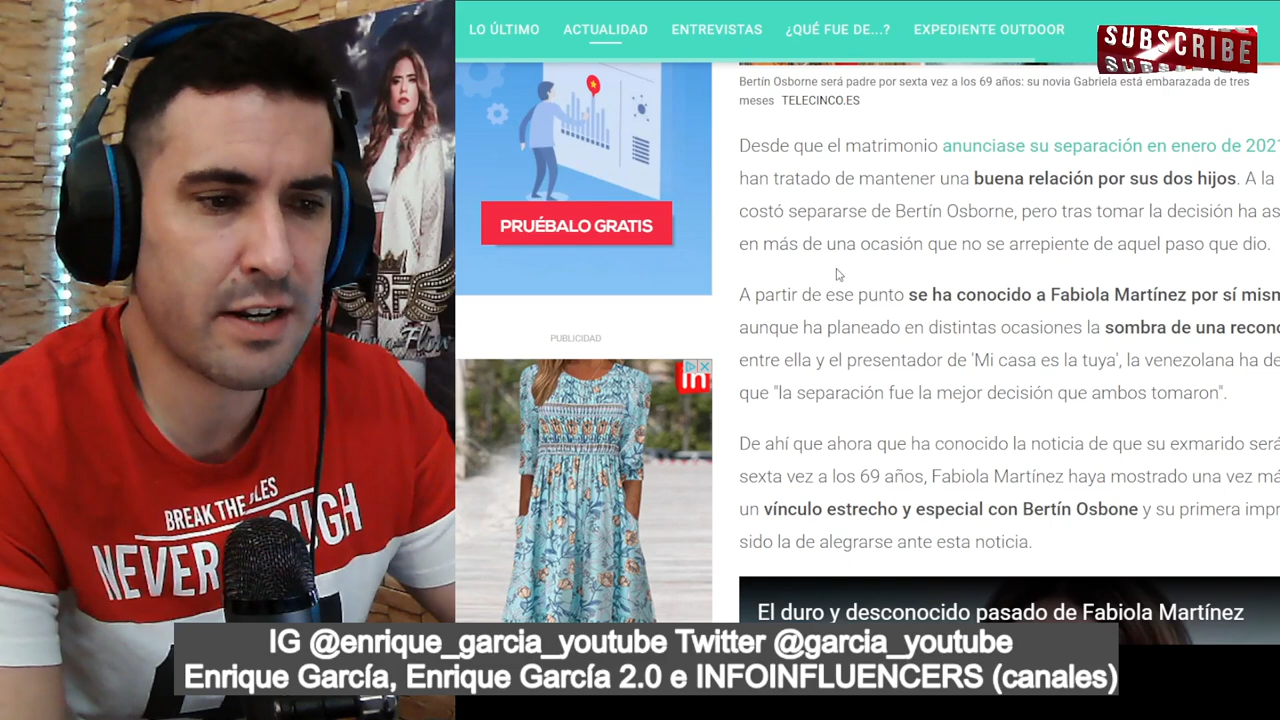 LO ÚLTIMO ACTUALIDAD ENTREVISTAS ¿QUÉ FUE DE...? EXPEDIENTE OUTDOOR
SUBSCRIBE
Bertín Osborne será padre por sexta vez a los 69 años: su novia Gabriela está embarazada de tres
meses TELECINCO.ES
Desde que el matrimonio anunciase su separación en enero de 2021
han tratado de mantener una buena relación por sus dos hijos. A la
costó separarse de Bertín Osborne, pero tras tomar la decisión ha as
en más de una ocasión que no se arrepiente de aquel paso que dio.
A partir de ese punto se ha conocido a Fabiola Martínez por sí mism
aunque ha planeado en distintas ocasiones la sombra de una recon
entre ella y el presentador de 'Mi casa es la tuya', la venezolana ha de
que "la separación fue la mejor decisión que ambos tomaron".
De ahí que ahora que ha conocido la noticia de que su exmarido será
sexta vez a los 69 años, Fabiola Martínez haya mostrado una vez má
un vínculo estrecho y especial con Bertín Osbone y su primera impr
sido la de alegrarse ante esta noticia.
El duro y desconocido pasado de Fabiola Martínez
PRUÉBALO GRATIS
PUBLICIDAD
in
BREAK THE
NEVER
IG @enrique_garcia_youtube Twitter @garcia_youtube
Enrique García, Enrique García 2.0 e INFOINFLUENCERS (canales)